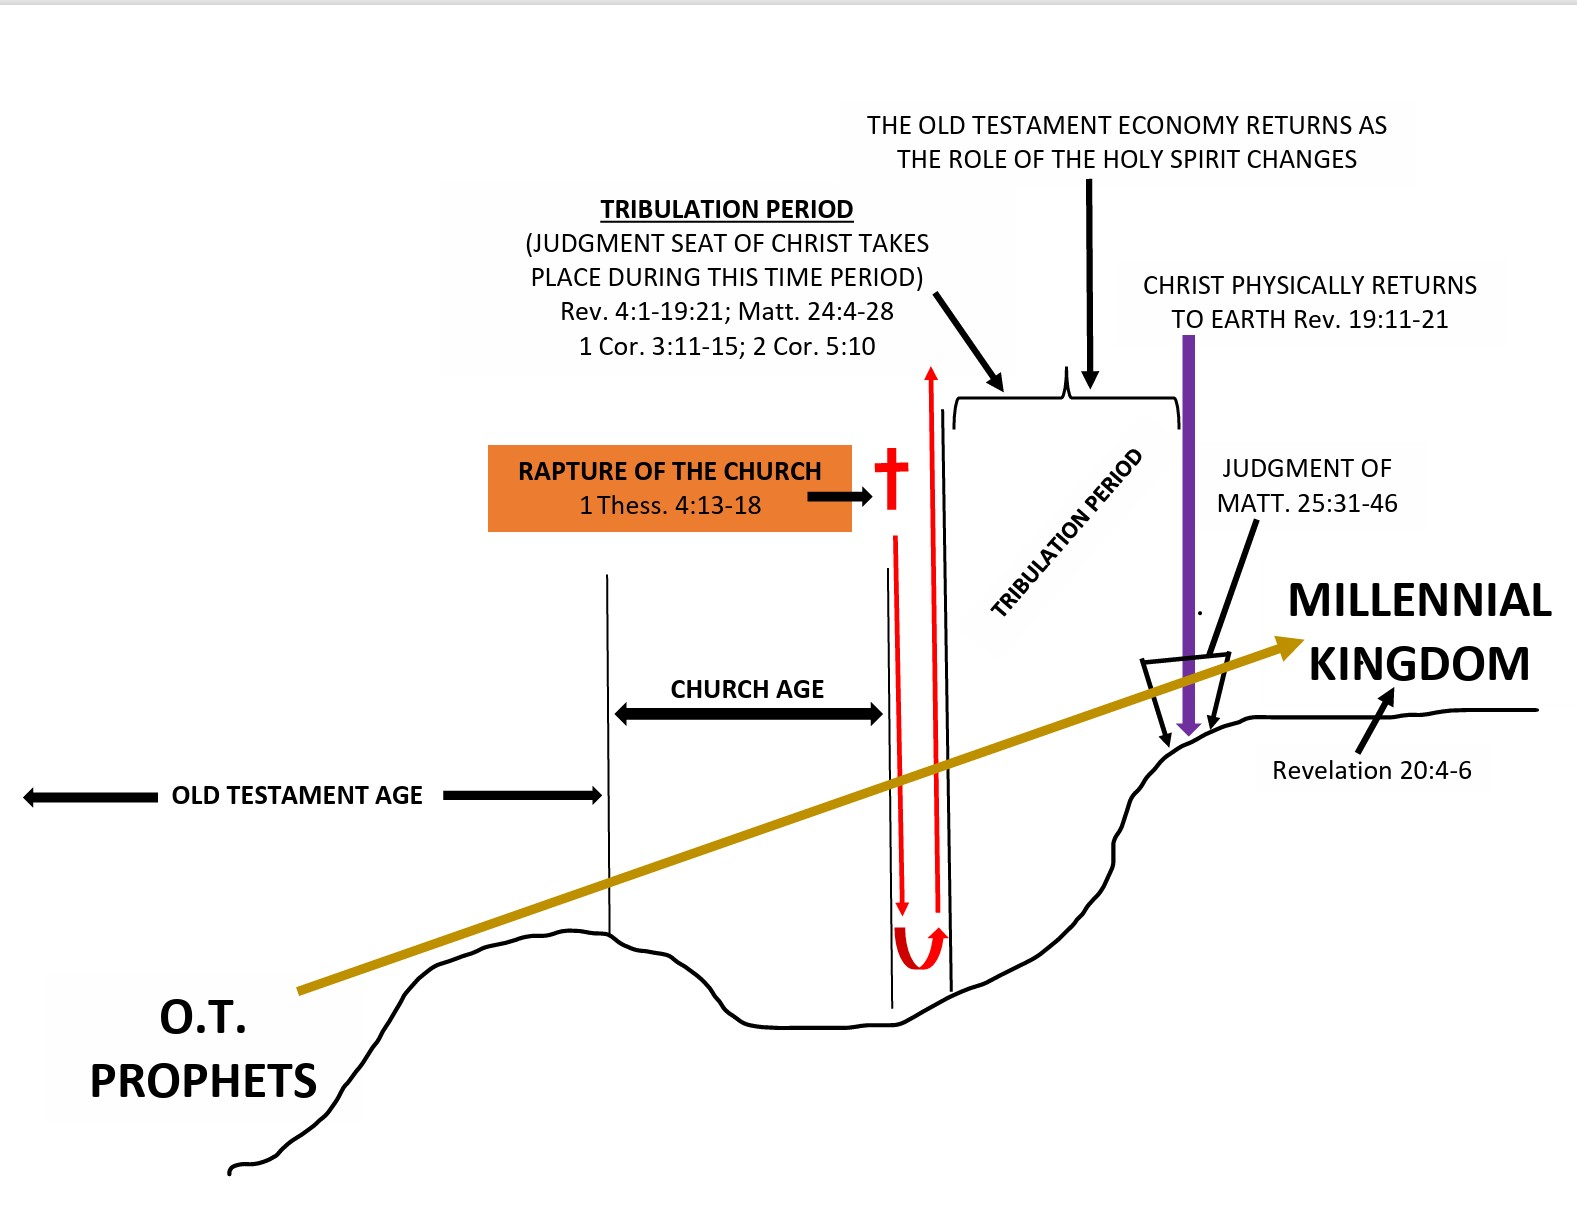 THE OLD TESTAMENT ECONOMY RETURNS AS
THE ROLE OF THE HOLY SPIRIT CHANGES
TRIBULATION PERIOD
(JUDGMENT SEAT OF CHRIST TAKES
PLACE DURING THIS TIME PERIOD)
Rev. 4:1-19:21; Matt. 24:4-28
1 Cor. 3:11-15; 2 Cor. 5:10
CHRIST PHYSICALLY RETURNS
TO EARTH Rev. 19:11-21
RAPTURE OF THE CHURCH
1 Thess. 4:13-18
TRIBULATION PERIOD
JUDGMENT OF
MATT. 25:31-46
MILLENNIAL
KINGDOM
CHURCH AGE
Revelation 20:4-6
OLD TESTAMENT AGE
O.T.
PROPHETS